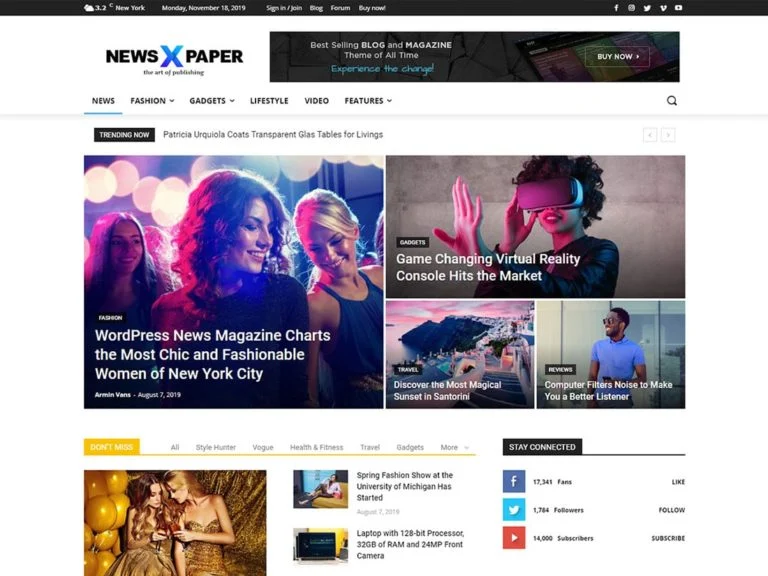 3.2 C New York Monday, November 18, 2019 Sign in / Join Blog Forum Buy now!
NEWS X PAPER
the art of publishing
Best Selling BLOG and MAGAZINE
Theme of All Time
Experience the change!
BUY NOW
NEWS FASHION GADGETS LIFESTYLE VIDEO FEATURES
TRENDING NOW Patricia Urquiola Coats Transparent Glas Tables for Livings
FASHION
WordPress News Magazine Charts
the Most Chic and Fashionable
Women of New York City
Armin Vans - August 7, 2019
GADGETS
Game Changing Virtual Reality
Console Hits the Market
TRAVEL
Discover the Most Magical
Sunset in Santorini
REVIEWS
Computer Filters Noise to Make
You a Better Listener
DON'T MISS All Style Hunter Vogue Health & Fitness Travel Gadgets More
Spring Fashion Show at the
University of Michigan Has
Started
August 7, 2019
Laptop with 128-bit Processor,
32GB of RAM and 24MP Front
Camera
STAY CONNECTED
17,341 Fans LIKE
1,784 Followers FOLLOW
14,000 Subscribers SUBSCRIBE